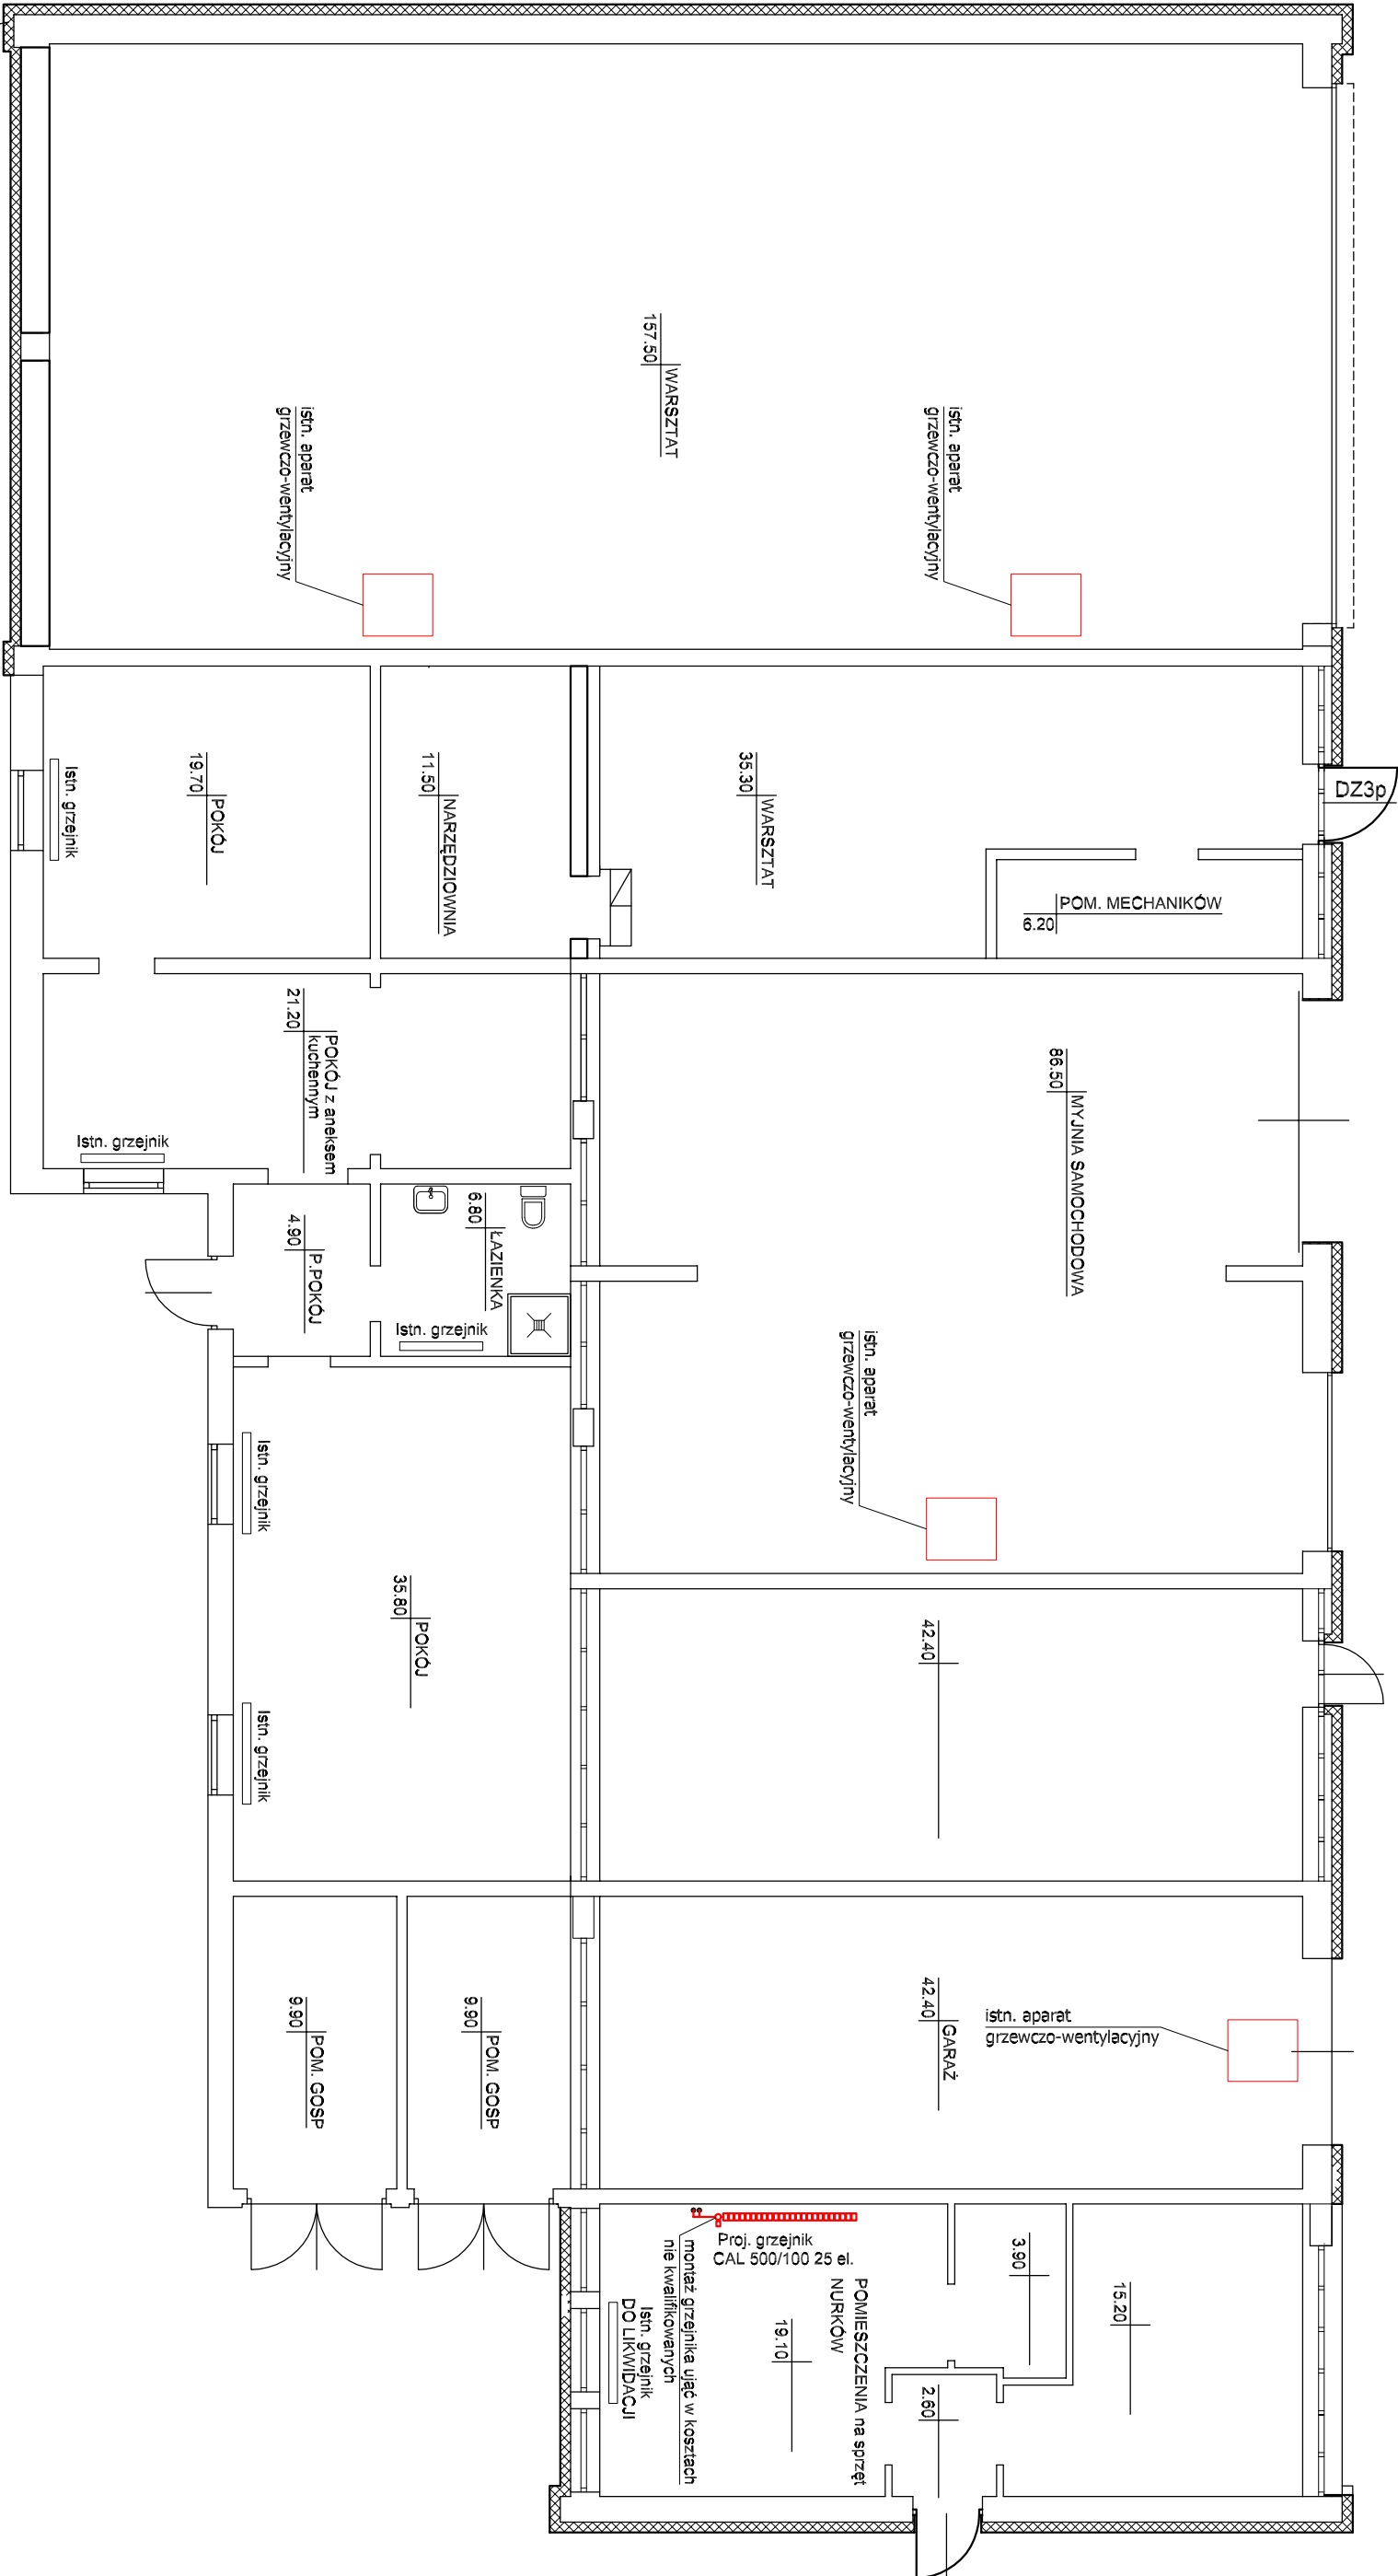 157.50
WARSZTAT
istn. aparat
grzewczo-wentylacyjny
istn. aparat
grzewczo-wentylacyjny
DZ3p
19.70
POKÓJ
Istn. grzejnik
11.50
NARZĘDZIOWNIA
35.30
WARSZTAT
POM. MECHANIKÓW
6.20
21.20
POKÓJ z aneksem
kuchennym
Istn. grzejnik
86.50
MYJNIA SAMOCHODOWA
6.80
ŁAZIENKA
4.90
P.POKÓJ
Istn. grzejnik
istn. aparat
grzewczo-wentylacyjny
Istn. grzejnik
35.80
POKÓJ
Istn. grzejnik
42.40
42.40
GARAŻ
istn. aparat
grzewczo-wentylacyjny
9.90
POM. GOSP
9.90
POM. GOSP
Proj. grzejnik
CAL 500/100 25 el.
montaż grzejnika ująć w kosztach
nie kwalifikowanych
Istn. grzejnik
DO LIKWIDACJI
POMIESZCZENIA na sprzęt
NURKÓW
19.10
3.90
15.20
2.60